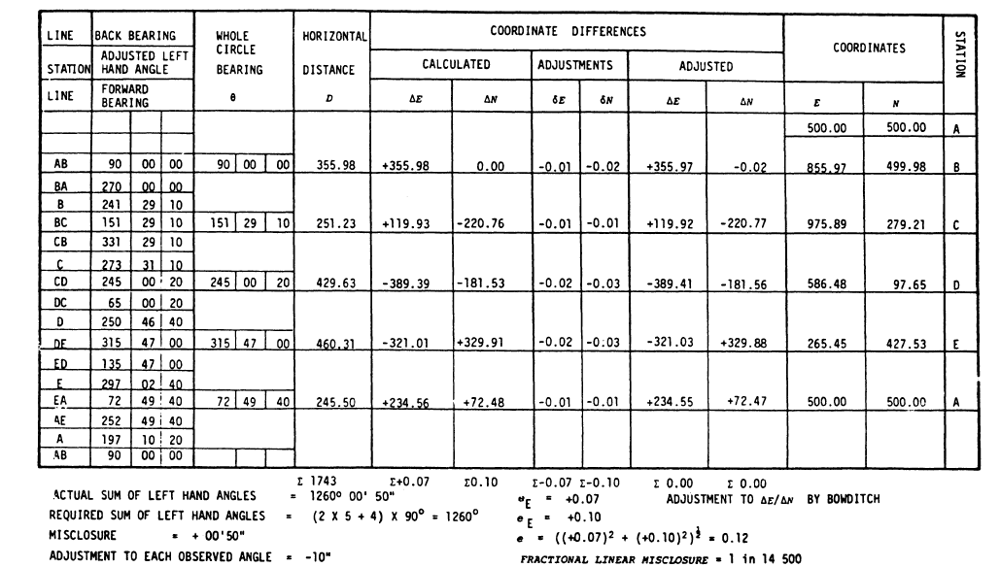 LINE BACK BEARING WHOLE CIRCLE BEARING HORIZONTAL DISTANCE COORDINATE DIFFERENCES COORDINATES STATION
STATION ADJUSTED LEFT HAND ANGLE CALCULATED ADJUSTMENTS ADJUSTED
LINE FORWARD BEARING θ D ΔE ΔN δE δN ΔE ΔN E N
500.00 500.00 A
AB 90 00 00 90 00 00 355.98 +355.98 0.00 -0.01 -0.02 +355.97 -0.02 855.97 499.98 B
BA 270 00 00
B 241 29 10
BC 151 29 10 151 29 10 251.23 +119.93 -220.76 -0.01 -0.01 +119.92 -220.77 975.89 279.21 C
CB 331 29 10
C 273 31 10
CD 245 00 20 245 00 20 429.63 -389.39 -181.53 -0.02 -0.03 -389.41 -181.56 586.48 97.65 D
DC 65 00 20
D 250 46 40
DE 315 47 00 315 47 00 460.31 -321.01 +329.91 -0.02 -0.03 -321.03 +329.88 265.45 427.53 E
ED 135 47 00
E 297 02 40
EA 72 49 40 72 49 40 245.50 +234.56 +72.48 -0.01 -0.01 +234.55 +72.47 500.00 500.00 A
AE 252 49 40
A 197 10 20
AB 90 00 00
Σ 1743 Σ+0.07 Σ0.10 Σ-0.07 Σ-0.10 Σ 0.00 Σ 0.00
ACTUAL SUM OF LEFT HAND ANGLES = 1260° 00' 50" eE = +0.07 ADJUSTMENT TO ΔE/ΔN BY BOWDITCH
REQUIRED SUM OF LEFT HAND ANGLES = (2 X 5 + 4) X 90° = 1260° eE = +0.10
MISCLOSURE = + 00'50" e = ((+0.07)² + (+0.10)²)½ = 0.12
ADJUSTMENT TO EACH OBSERVED ANGLE = -10" FRACTIONAL LINEAR MISCLOSURE = 1 in 14 500